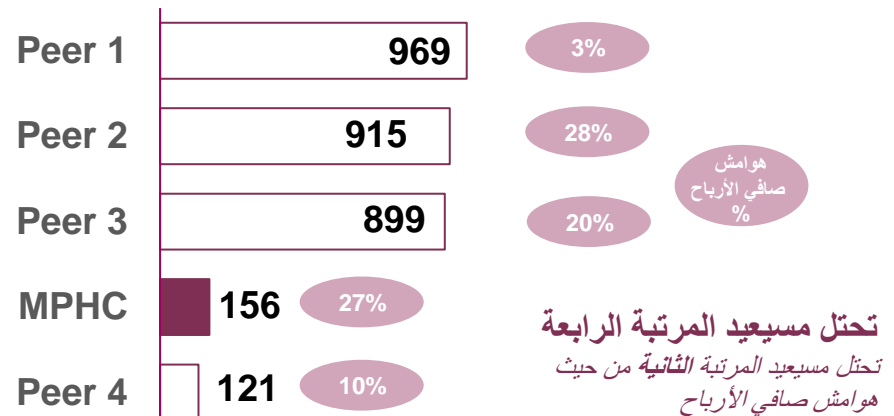 Peer 1 969 3%
Peer 2 915 28%
هوامش
صافي الأرباح
%
Peer 3 899 20%
MPHC 156 27%
تحتل مسيعيد المرتبة الرابعة
تحتل مسيعيد المرتبة الثانية من حيث
هوامش صافي الأرباح
Peer 4 121 10%